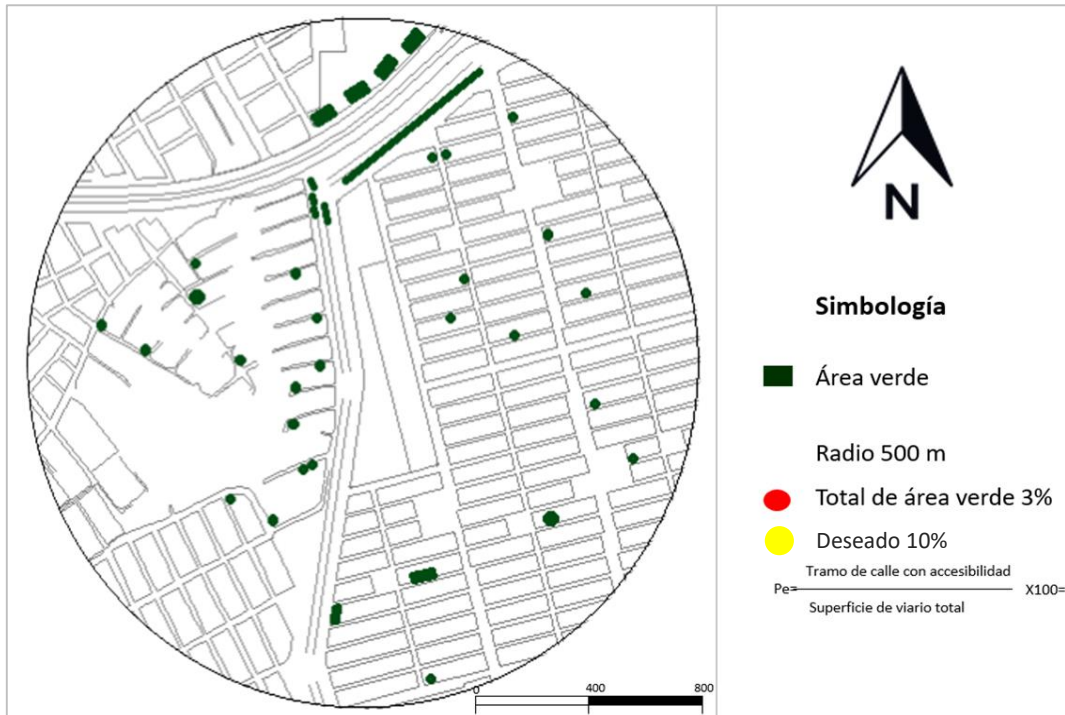 N
Simbología
Área verde
Radio 500 m
Total de área verde 3%
Deseado 10%
Tramo de calle con accesibilidad
Pe= X100=
Superficie de viario total
0 400 800